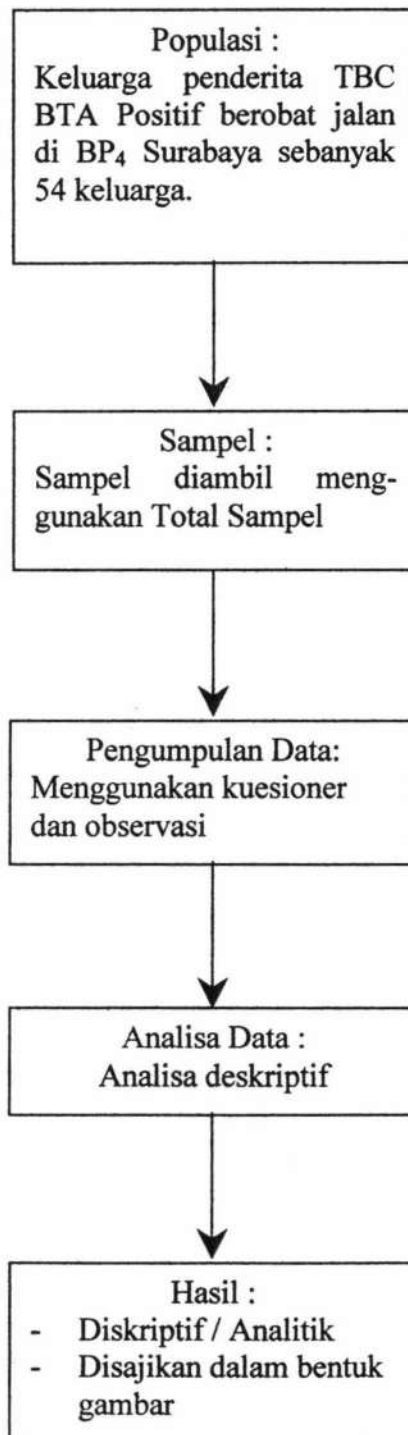 Populasi :
Keluarga penderita TBC
BTA Positif berobat jalan
di BP₄ Surabaya sebanyak
54 keluarga.
Sampel :
Sampel diambil meng-
gunakan Total Sampel
Pengumpulan Data:
Menggunakan kuesioner
dan observasi
Analisa Data :
Analisa deskriptif
Hasil :
- Diskriptif / Analitik
- Disajikan dalam bentuk
gambar